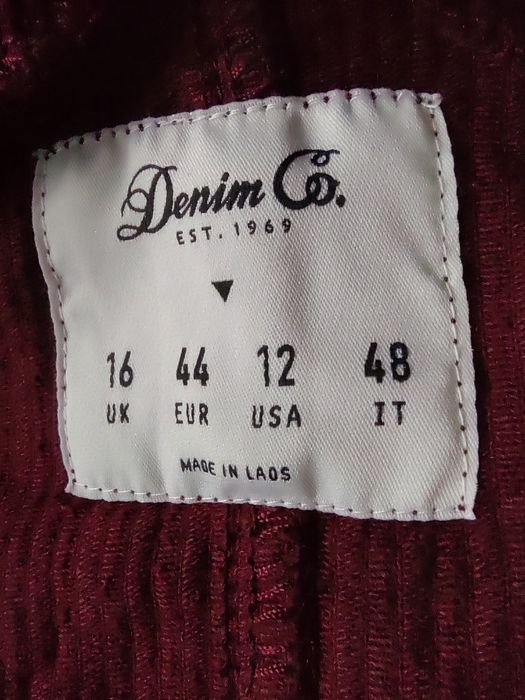 Denim Co.
EST. 1969
16 44 12 48
UK EUR USA IT
MADE IN LAOS